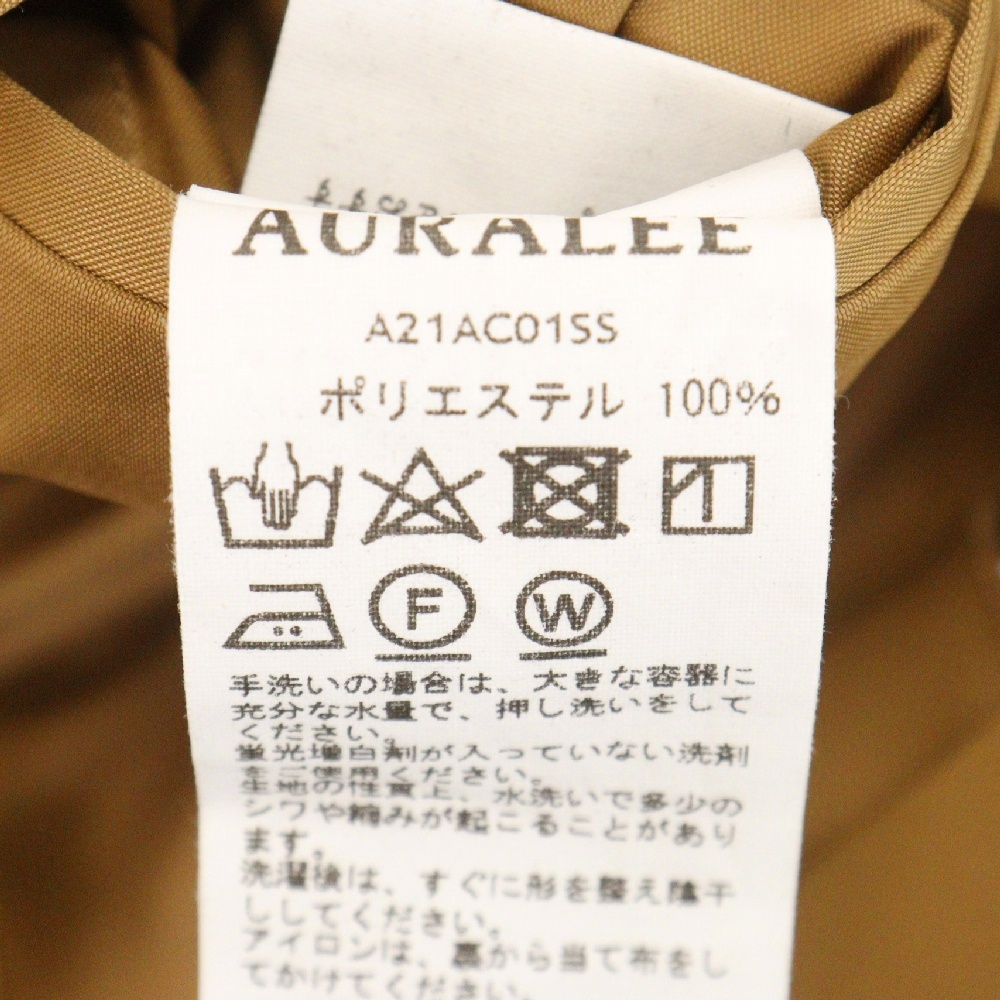 AURALEE
A21AC01SS
ポリエステル 100%
F W
手洗いの場合は、大きな容器に
充分な水量で、押し洗いをして
ください。
蛍光増白剤が入っていない洗剤
をご使用ください。
生地の性質上、水洗いで多少の
シワや縮みが起こることがあり
ます。
洗濯後は、すぐに形を整え陰干
ししてください。
アイロンは、裏から当て布をし
てかけてください。